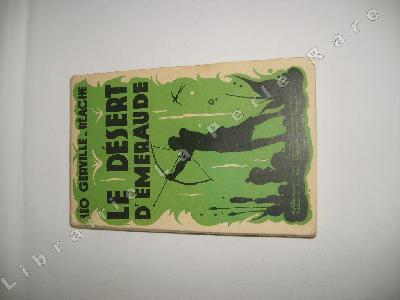 LÉO GERVILLE-RÉACHE
LE DÉSERT
D'ÉMERAUDE
Librairie La Perle Rare